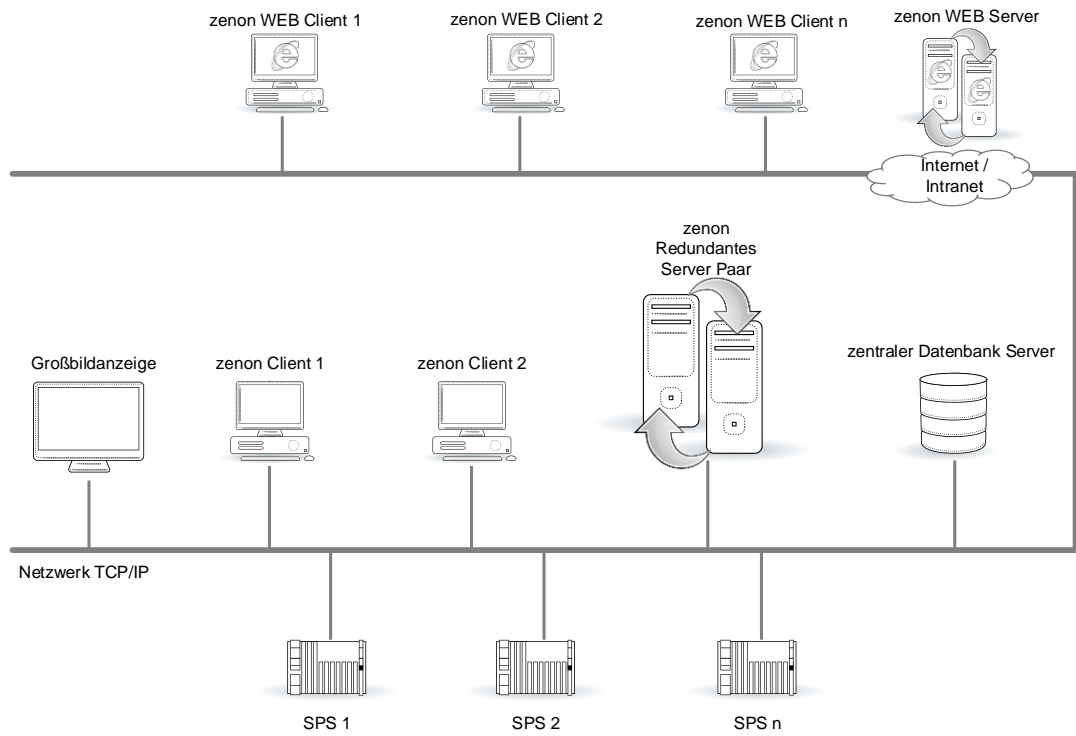 zenon WEB Client 1
zenon WEB Client 2
zenon WEB Client n
zenon WEB Server
Internet /
Intranet
zenon
Redundantes
Server Paar
Großbildanzeige
zenon Client 1
zenon Client 2
zentraler Datenbank Server
Netzwerk TCP/IP
SPS 1
SPS 2
SPS n